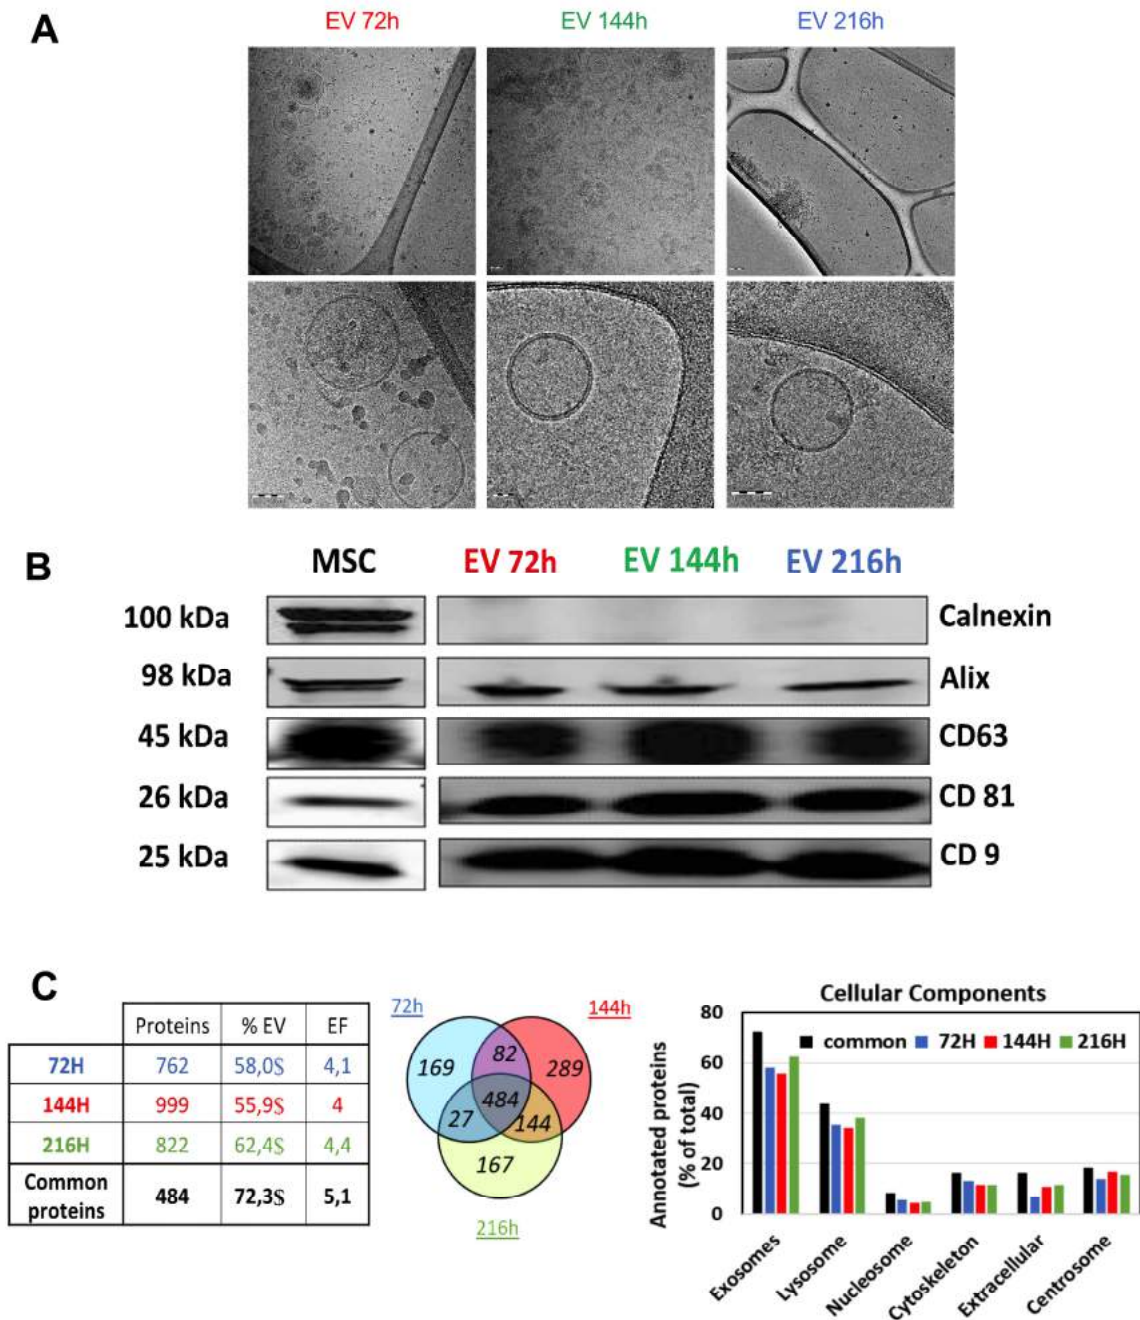 A
EV 72h EV 144h EV 216h
B
MSC EV 72h EV 144h EV 216h
100 kDa Calnexin
98 kDa Alix
45 kDa CD63
26 kDa CD 81
25 kDa CD 9
C
Proteins % EV EF
72H 762 58,0$ 4,1
144H 999 55,9$ 4
216H 822 62,4$ 4,4
Common proteins 484 72,3$ 5,1
72h
144h
169 82 289
484
27 144
167
216h
Cellular Components
common 72H 144H 216H
Annotated proteins
(% of total)
80
60
40
20
0
Exosomes
Lysosome
Nucleosome
Cytoskeleton
Extracellular
Centrosome